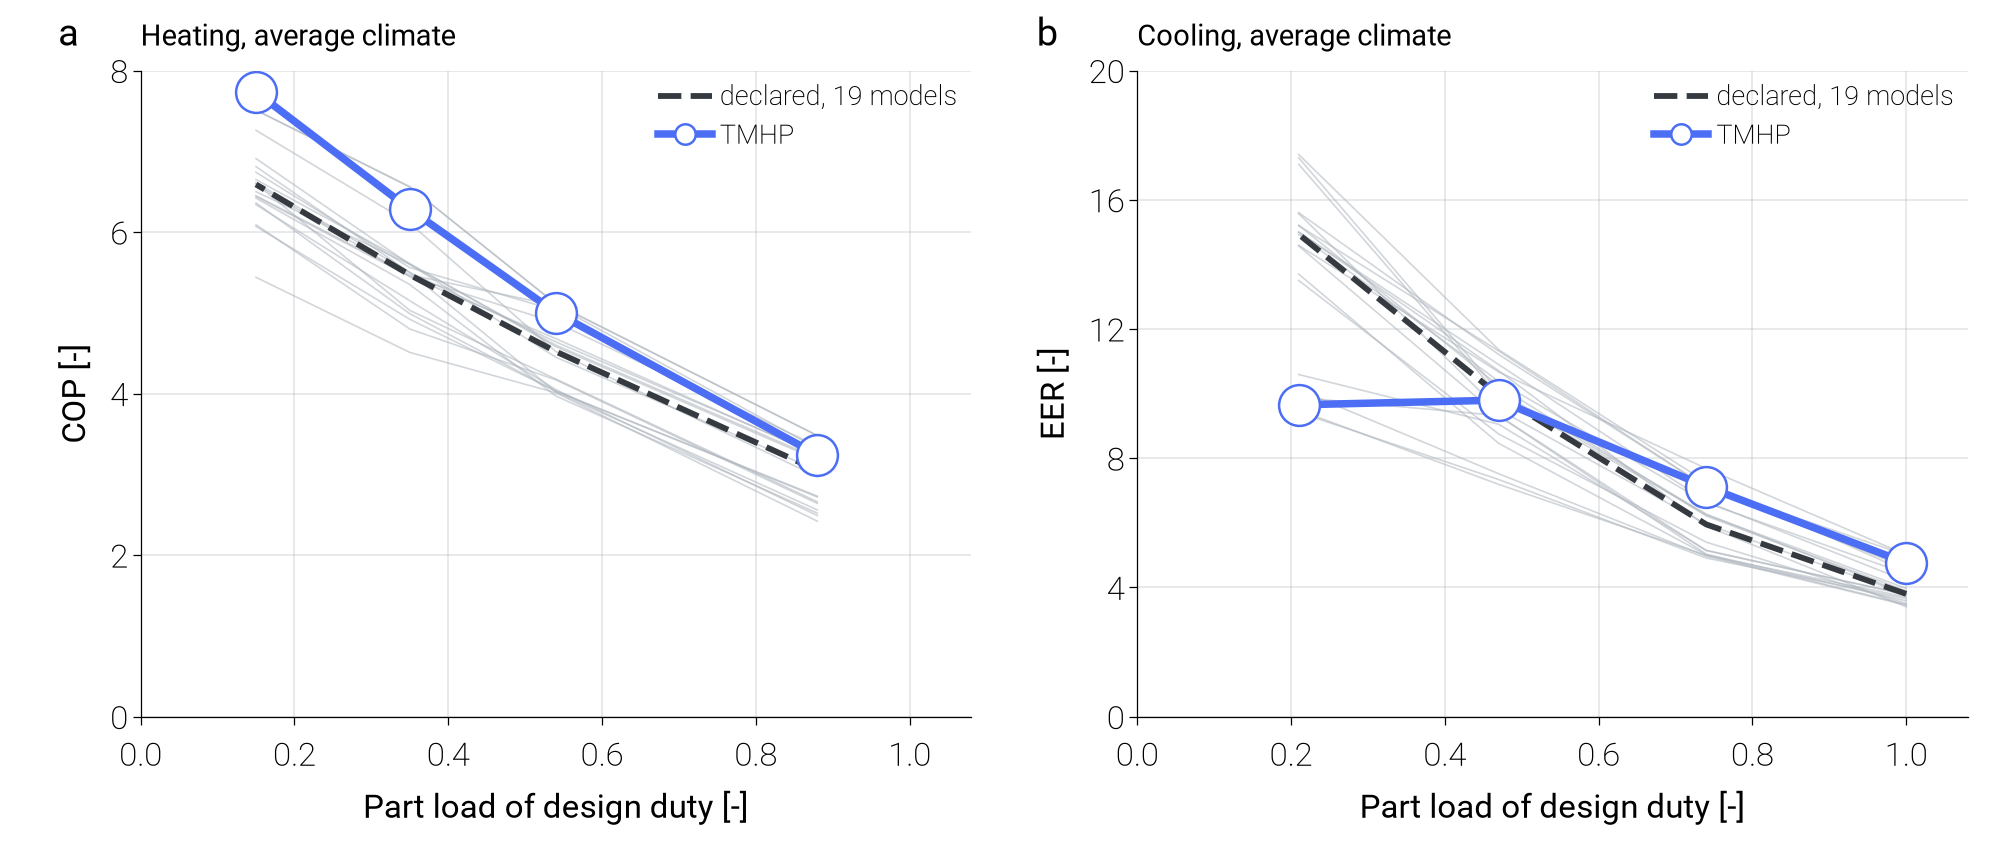 a Heating, average climate
8
6
4
2
0
COP [-]
declared, 19 models
TMHP
0.0 0.2 0.4 0.6 0.8 1.0
Part load of design duty [-]
b Cooling, average climate
20
16
12
8
4
0
EER [-]
declared, 19 models
TMHP
0.0 0.2 0.4 0.6 0.8 1.0
Part load of design duty [-]